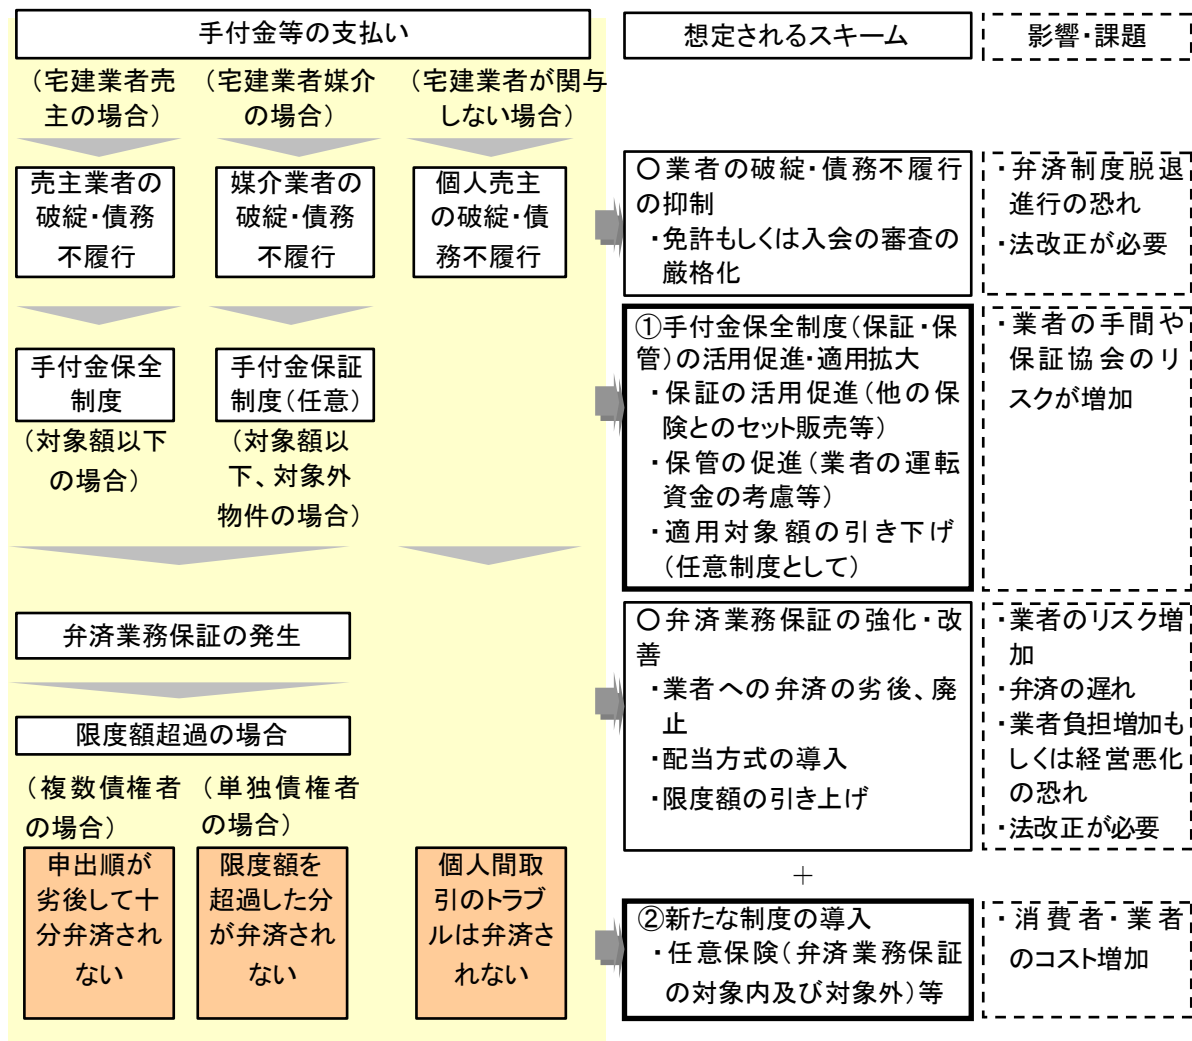 手付金等の支払い
想定されるスキーム
影響・課題
（宅建業者売
主の場合）
（宅建業者媒介
の場合）
（宅建業者が関与
しない場合）
売主業者の
破綻・債務
不履行
媒介業者の
破綻・債務
不履行
個人売主
の破綻・債
務不履行
〇業者の破綻・債務不履行
の抑制
・免許もしくは入会の審査の
厳格化
・弁済制度脱退
進行の恐れ
・法改正が必要
手付金保全
制度
（対象額以下
の場合）
手付金保証
制度（任意）
（対象額以
下、対象外
物件の場合）
①手付金保全制度（保証・保
管）の活用促進・適用拡大
・保証の活用促進（他の保
険とのセット販売等）
・保管の促進（業者の運転
資金の考慮等）
・適用対象額の引き下げ
（任意制度として）
・業者の手間や
保証協会のリ
スクが増加
弁済業務保証の発生
限度額超過の場合
（複数債権者
の場合）
（単独債権者
の場合）
〇弁済業務保証の強化・改
善
・業者への弁済の劣後、廃
止
・配当方式の導入
・限度額の引き上げ
・業者のリスク増
加
・弁済の遅れ
・業者負担増加も
しくは経営悪化
の恐れ
・法改正が必要
申出順が
劣後して十
分弁済され
ない
限度額を
超過した分
が弁済され
ない
個人間取
引のトラブ
ルは弁済さ
れない
＋
②新たな制度の導入
・任意保険（弁済業務保証
の対象内及び対象外）等
・消費者・業者
のコスト増加